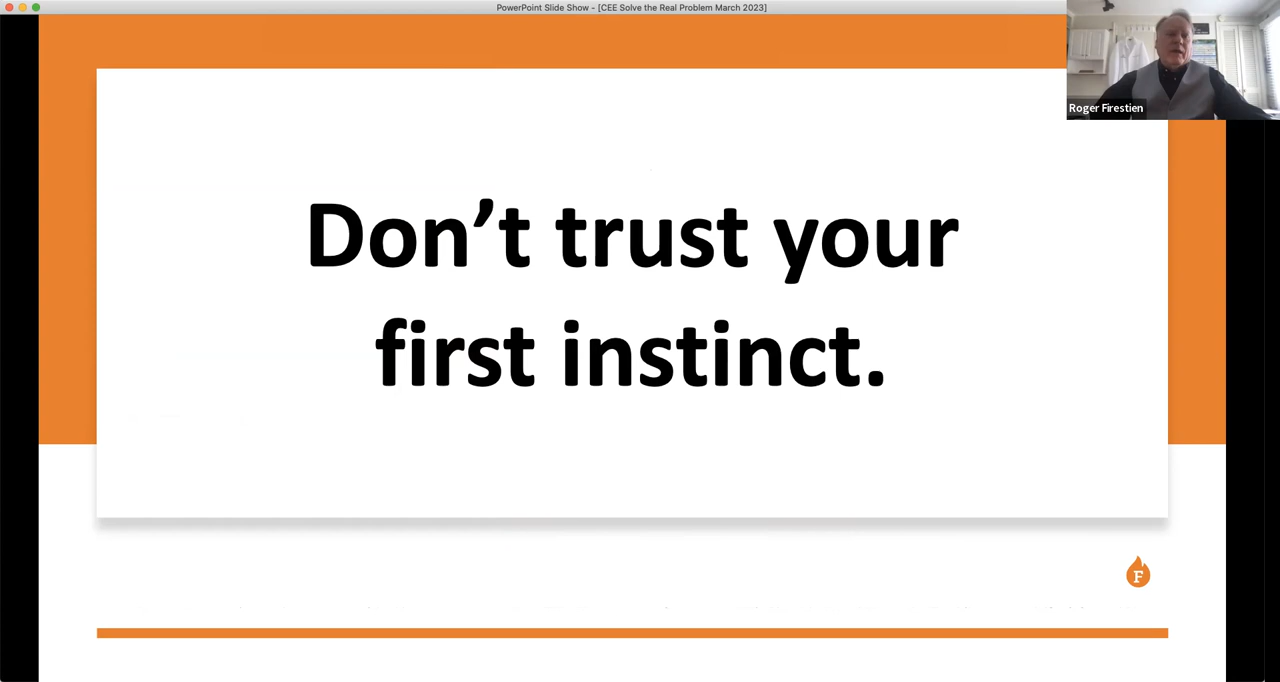 PowerPoint Slide Show - [CEE Solve the Real Problem March 2023]
Roger Firestien
Don’t trust your
first instinct.
F